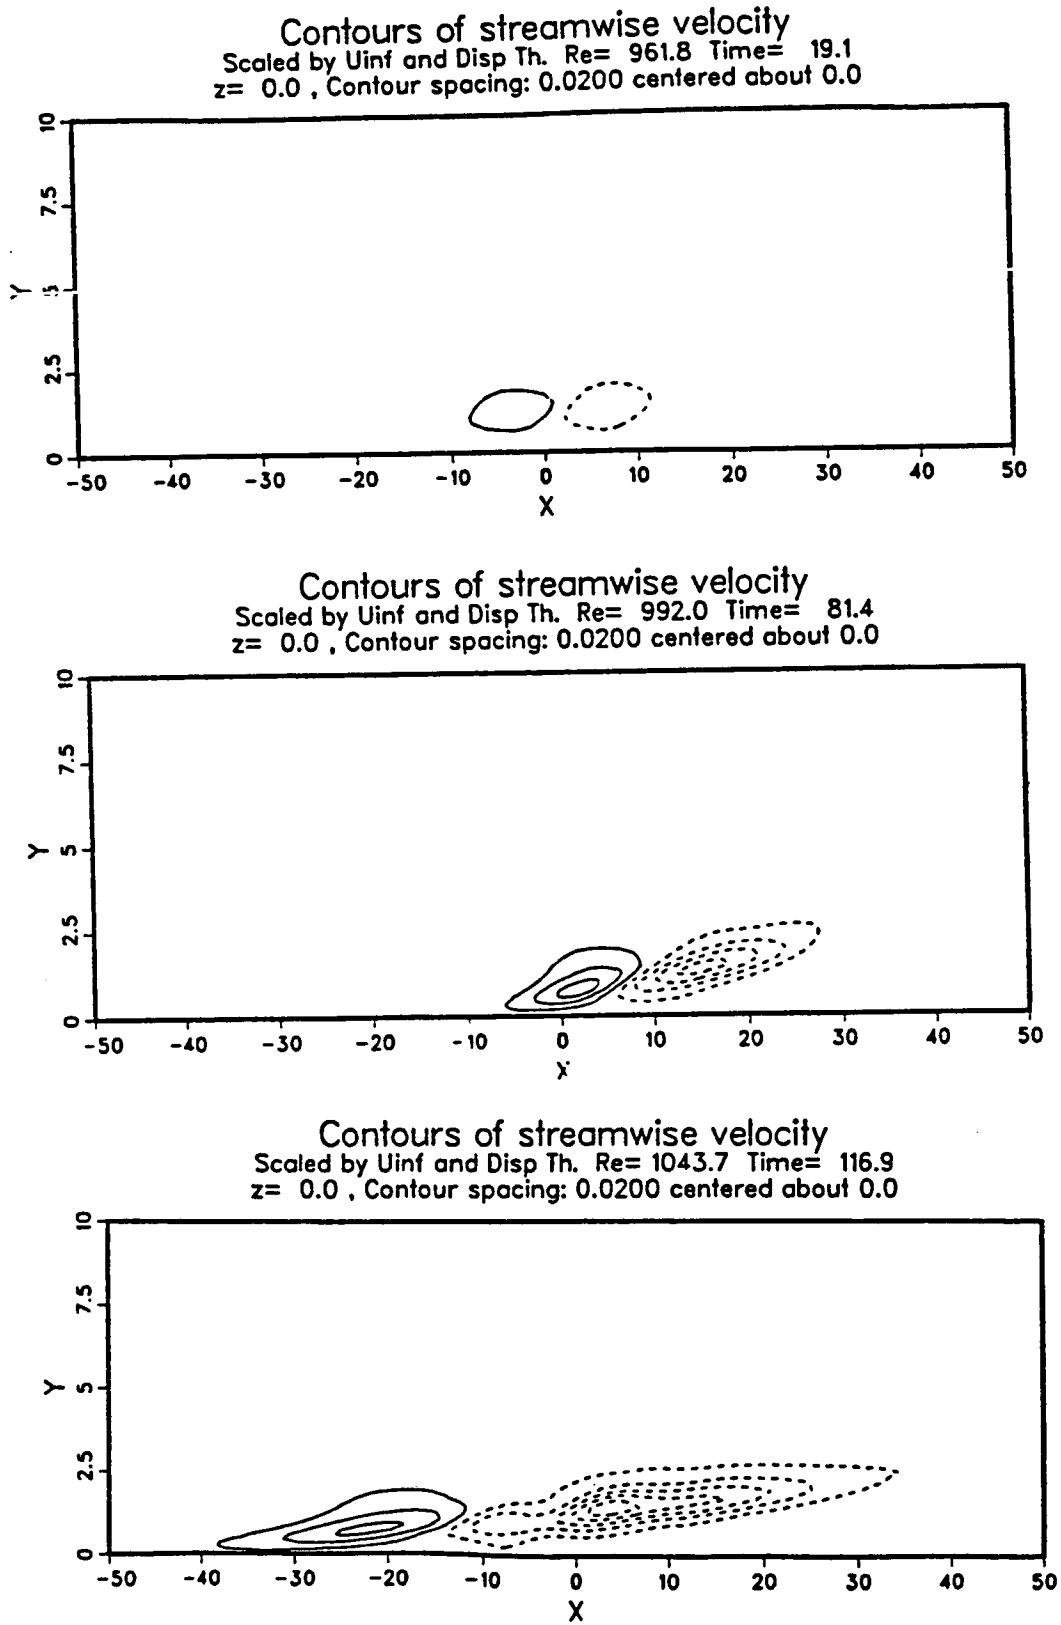 Contours of streamwise velocity
Scaled by Uinf and Disp Th. Re= 961.8 Time= 19.1
z= 0.0 , Contour spacing: 0.0200 centered about 0.0
10
7.5
Y 5
2.5
0
-50 -40 -30 -20 -10 0 10 20 30 40 50
X
Contours of streamwise velocity
Scaled by Uinf and Disp Th. Re= 992.0 Time= 81.4
z= 0.0 , Contour spacing: 0.0200 centered about 0.0
10
7.5
Y 5
2.5
0
-50 -40 -30 -20 -10 0 10 20 30 40 50
X
Contours of streamwise velocity
Scaled by Uinf and Disp Th. Re= 1043.7 Time= 116.9
z= 0.0 , Contour spacing: 0.0200 centered about 0.0
10
7.5
Y 5
2.5
0
-50 -40 -30 -20 -10 0 10 20 30 40 50
X